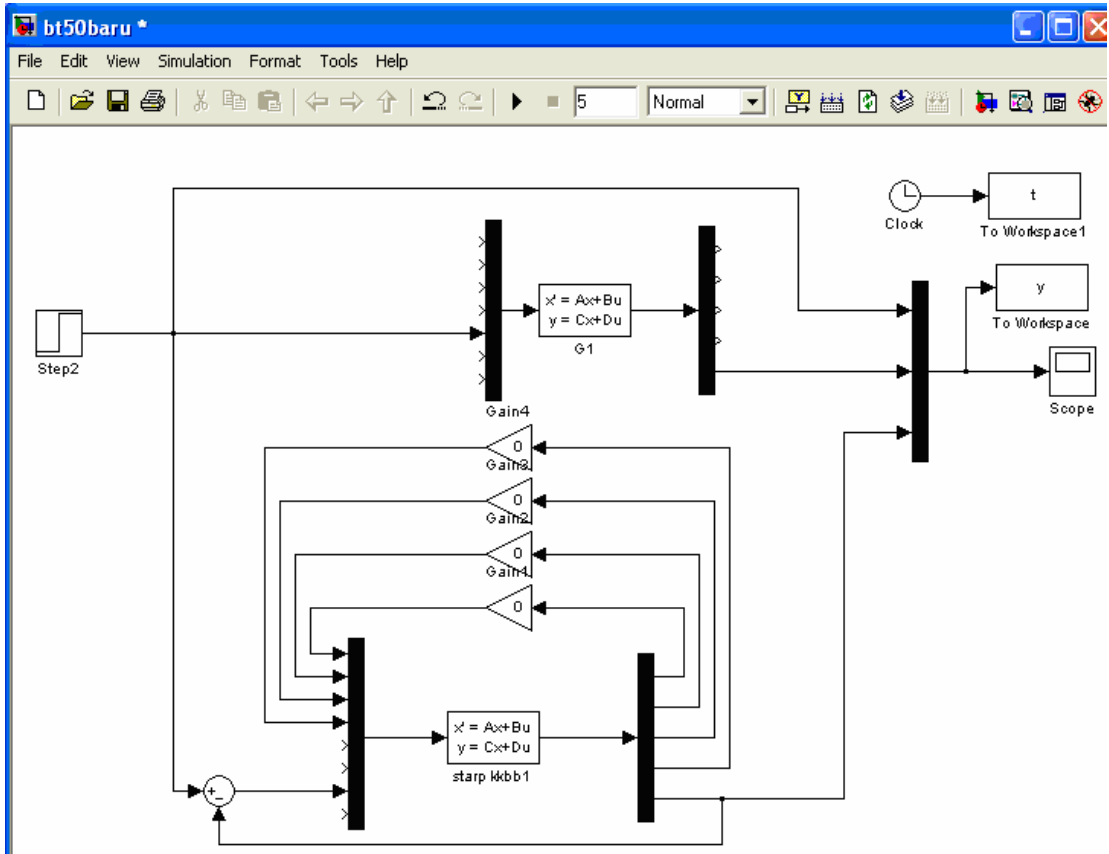 bt50baru *
File Edit View Simulation Format Tools Help
5 Normal
t
Clock
To Workspace1
x' = Ax+Bu
y = Cx+Du
G1
y
To Workspace
Step2
Scope
Gain4
0
Gain3
0
Gain2
0
Gain1
0
x' = Ax+Bu
y = Cx+Du
starp kkbb1
+
−